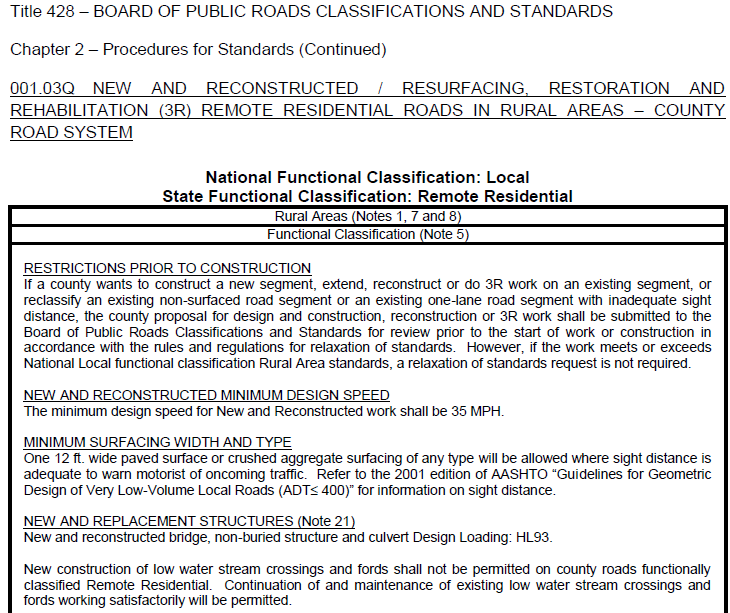 Title 428 – BOARD OF PUBLIC ROADS CLASSIFICATIONS AND STANDARDS
Chapter 2 – Procedures for Standards (Continued)
001.03Q NEW AND RECONSTRUCTED / RESURFACING, RESTORATION AND
REHABILITATION (3R) REMOTE RESIDENTIAL ROADS IN RURAL AREAS – COUNTY
ROAD SYSTEM
National Functional Classification: Local
State Functional Classification: Remote Residential
Rural Areas (Notes 1, 7 and 8)
Functional Classification (Note 5)
RESTRICTIONS PRIOR TO CONSTRUCTION
If a county wants to construct a new segment, extend, reconstruct or do 3R work on an existing segment, or
reclassify an existing non-surfaced road segment or an existing one-lane road segment with inadequate sight
distance, the county proposal for design and construction, reconstruction or 3R work shall be submitted to the
Board of Public Roads Classifications and Standards for review prior to the start of work or construction in
accordance with the rules and regulations for relaxation of standards. However, if the work meets or exceeds
National Local functional classification Rural Area standards, a relaxation of standards request is not required.
NEW AND RECONSTRUCTED MINIMUM DESIGN SPEED
The minimum design speed for New and Reconstructed work shall be 35 MPH.
MINIMUM SURFACING WIDTH AND TYPE
One 12 ft. wide paved surface or crushed aggregate surfacing of any type will be allowed where sight distance is
adequate to warn motorist of oncoming traffic. Refer to the 2001 edition of AASHTO “Guidelines for Geometric
Design of Very Low-Volume Local Roads (ADT≤ 400)” for information on sight distance.
NEW AND REPLACEMENT STRUCTURES (Note 21)
New and reconstructed bridge, non-buried structure and culvert Design Loading: HL93.
New construction of low water stream crossings and fords shall not be permitted on county roads functionally
classified Remote Residential. Continuation of and maintenance of existing low water stream crossings and
fords working satisfactorily will be permitted.